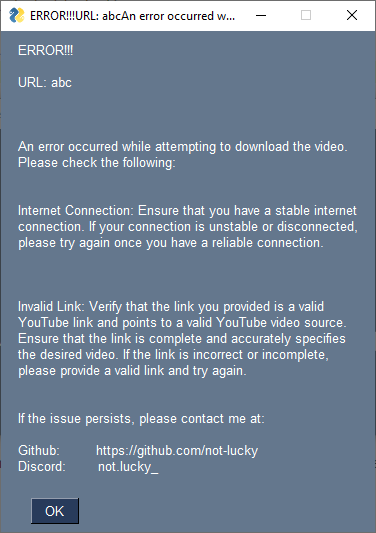 ERROR!!!URL: abcAn error occurred w...
ERROR!!!
URL: abc
An error occurred while attempting to download the video.
Please check the following:
Internet Connection: Ensure that you have a stable internet
connection. If your connection is unstable or disconnected,
please try again once you have a reliable connection.
Invalid Link: Verify that the link you provided is a valid
YouTube link and points to a valid YouTube video source.
Ensure that the link is complete and accurately specifies
the desired video. If the link is incorrect or incomplete,
please provide a valid link and try again.
If the issue persists, please contact me at:
Github: https://github.com/not-lucky
Discord: not.lucky_
OK